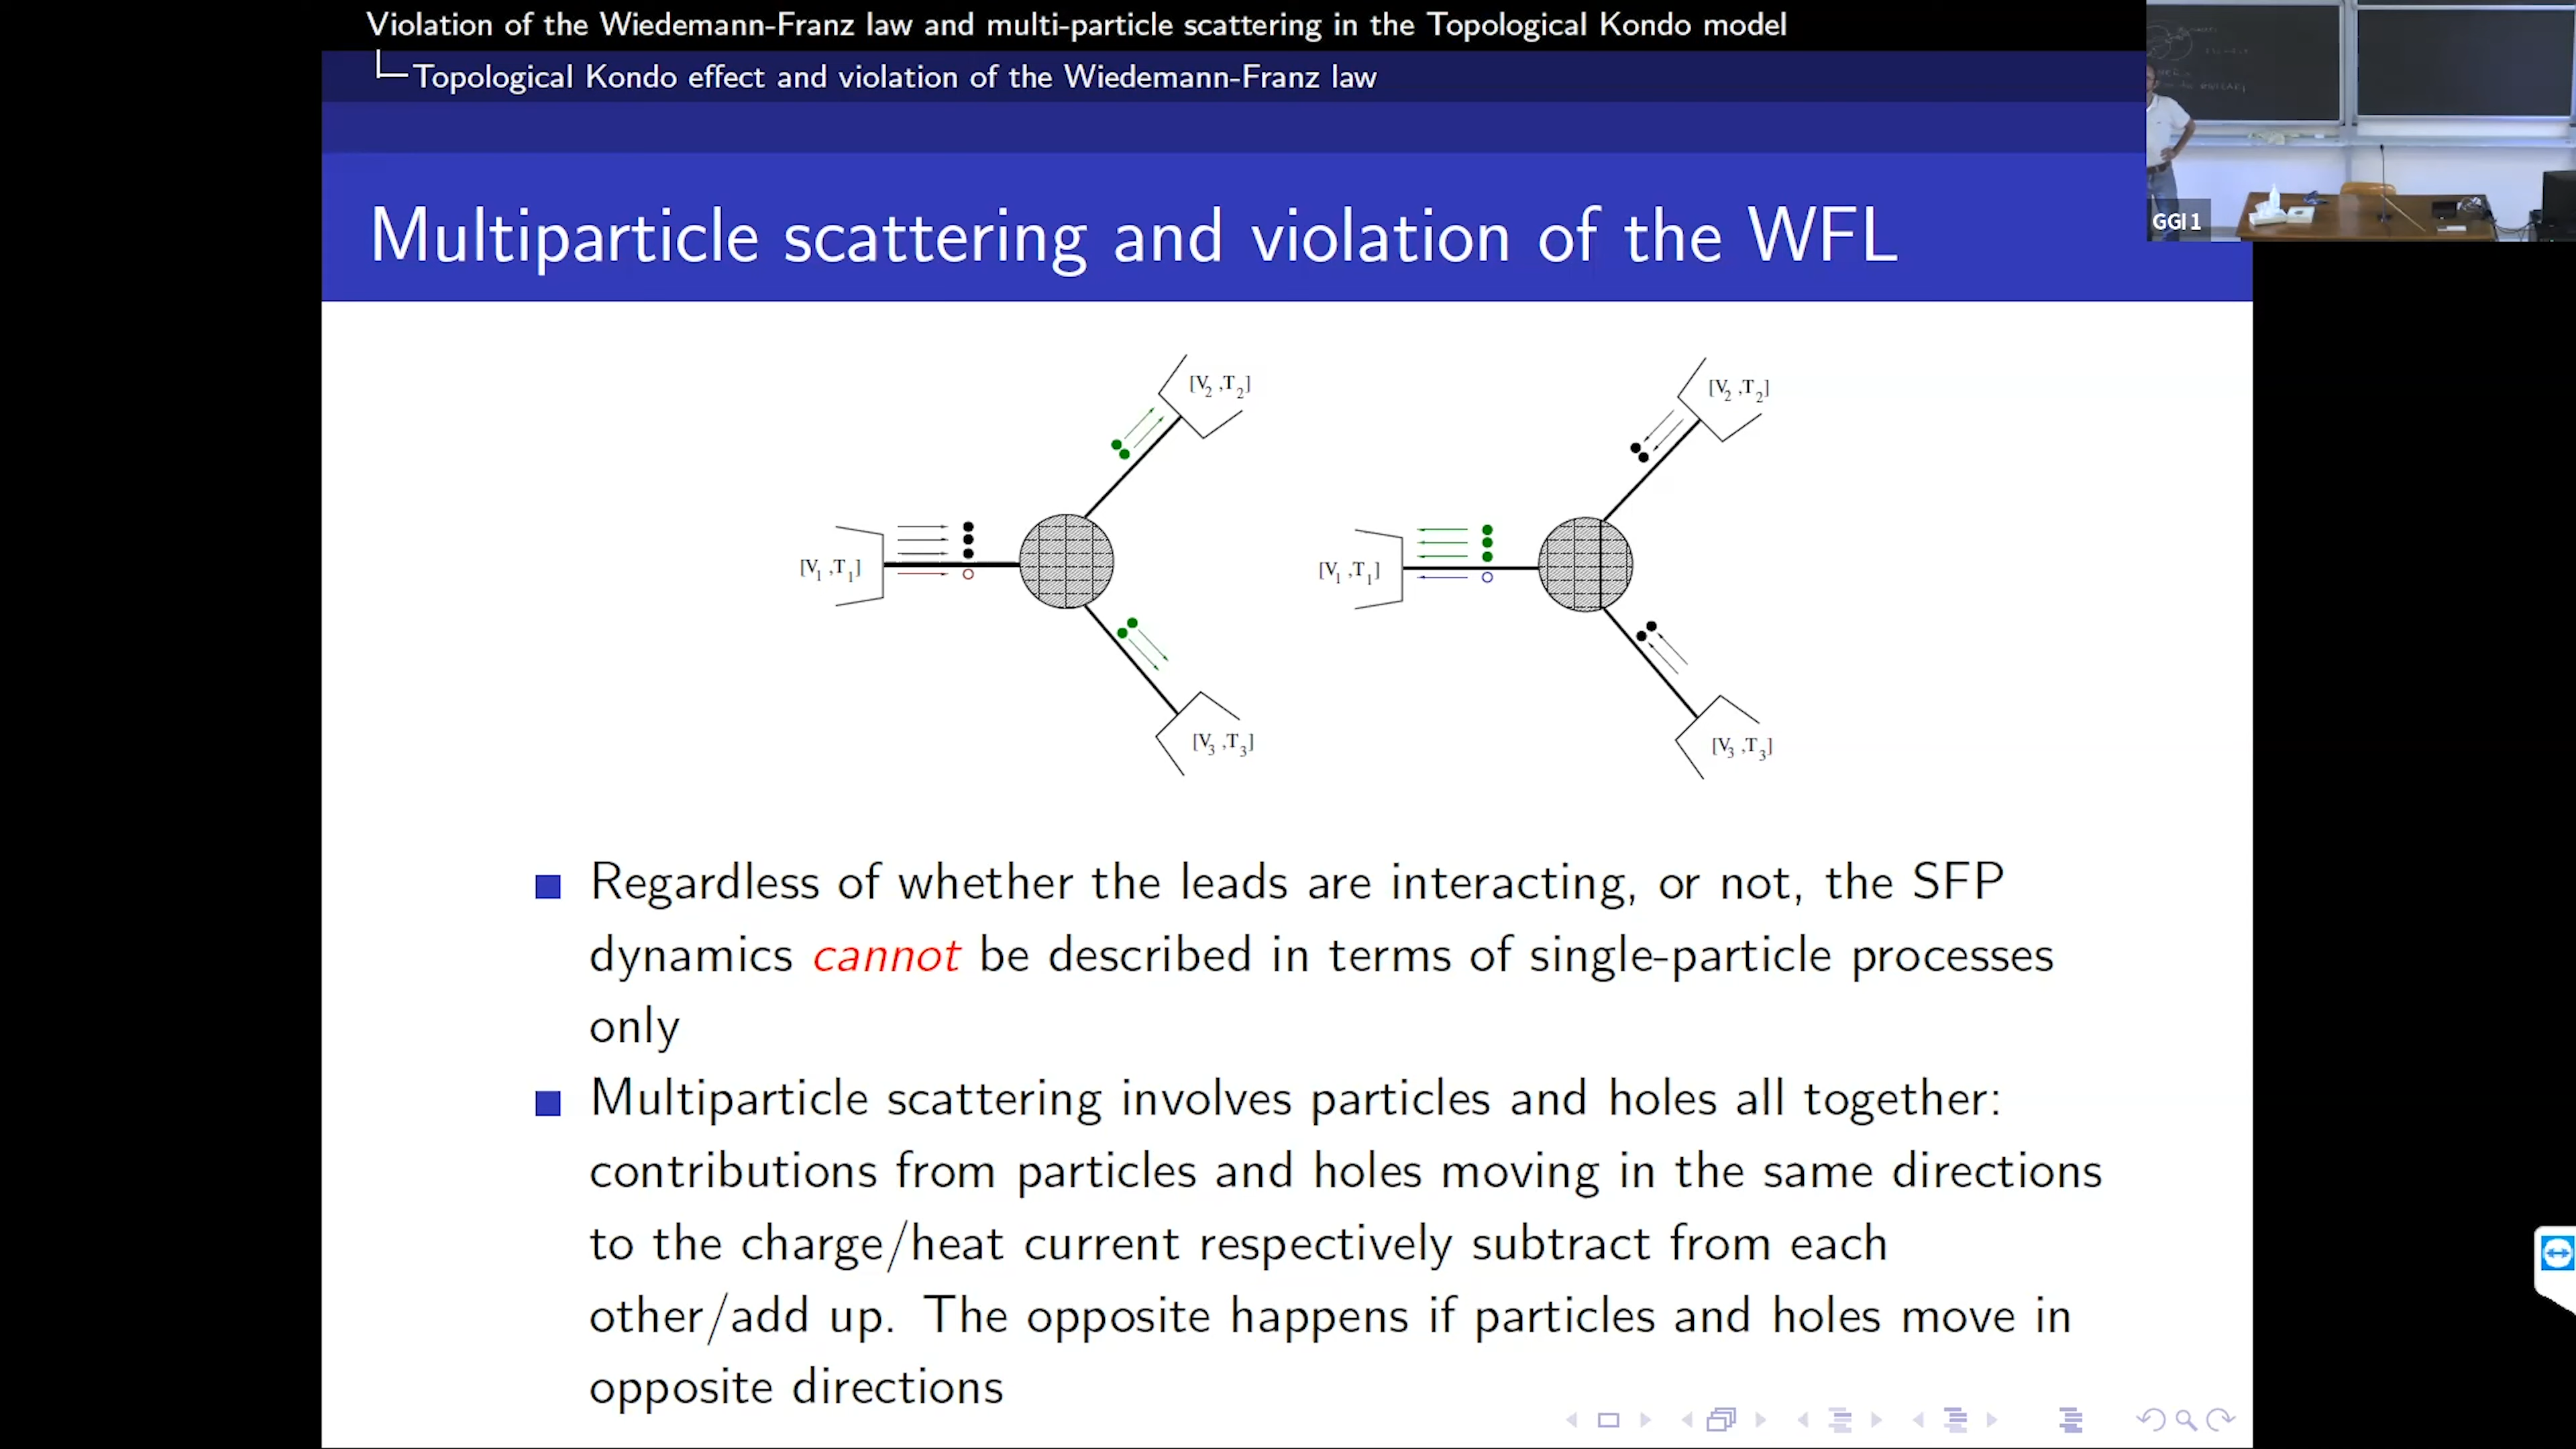 Violation of the Wiedemann-Franz law and multi-particle scattering in the Topological Kondo model
Topological Kondo effect and violation of the Wiedemann-Franz law
Multiparticle scattering and violation of the WFL
GGI 1
[V2 ,T2]
[V2 ,T2]
[V1 ,T1]
[V1 ,T1]
[V3 ,T3]
[V3 ,T3]
Regardless of whether the leads are interacting, or not, the SFP
dynamics cannot be described in terms of single-particle processes
only
Multiparticle scattering involves particles and holes all together:
contributions from particles and holes moving in the same directions
to the charge/heat current respectively subtract from each
other/add up. The opposite happens if particles and holes move in
opposite directions